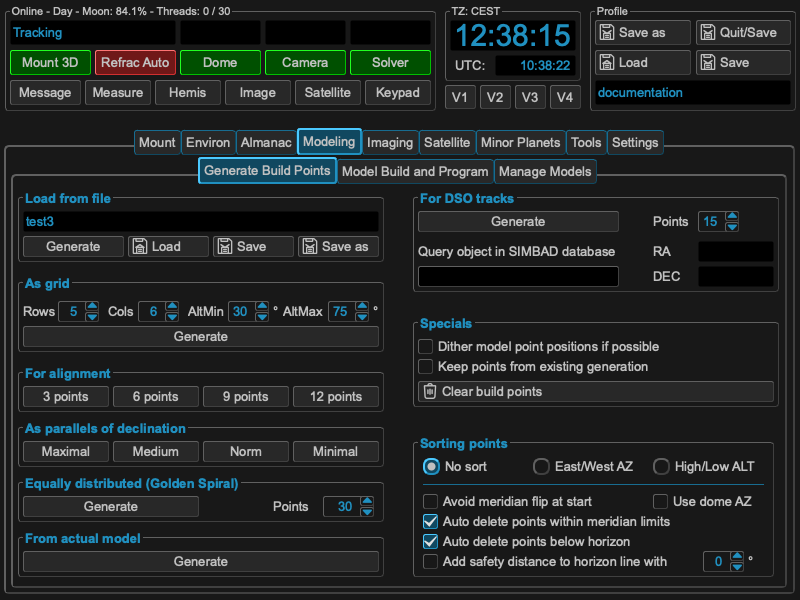 Online - Day - Moon: 84.1% - Threads: 0 / 30
TZ: CEST
Profile
Tracking
12:38:15
Save as
Quit/Save
Mount 3D
Refrac Auto
Dome
Camera
Solver
UTC:
10:38:22
Load
Save
Message
Measure
Hemis
Image
Satellite
Keypad
V1
V2
V3
V4
documentation
Mount
Environ
Almanac
Modeling
Imaging
Satellite
Minor Planets
Tools
Settings
Generate Build Points
Model Build and Program
Manage Models
Load from file
test3
Generate
Load
Save
Save as
As grid
Rows 5 Cols 6 AltMin 30 ° AltMax 75 °
Generate
For alignment
3 points
6 points
9 points
12 points
As parallels of declination
Maximal
Medium
Norm
Minimal
Equally distributed (Golden Spiral)
Generate
Points 30
From actual model
Generate
For DSO tracks
Generate
Points 15
Query object in SIMBAD database
RA
DEC
Specials
Dither model point positions if possible
Keep points from existing generation
Clear build points
Sorting points
No sort
East/West AZ
High/Low ALT
Avoid meridian flip at start
Use dome AZ
Auto delete points within meridian limits
Auto delete points below horizon
Add safety distance to horizon line with 0 °